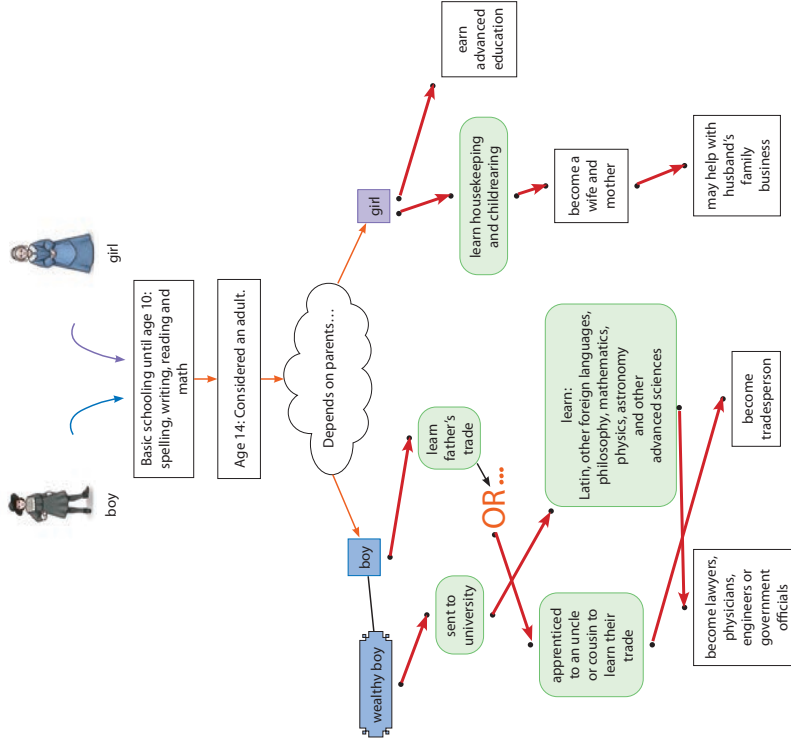 boy
girl
Basic schooling until age 10:
spelling, writing, reading and
math
Age 14: Considered an adult.
Depends on parents…
wealthy boy
boy
girl
sent to
university
learn
father's
trade
OR...
apprenticed
to an uncle
or cousin to
learn their
trade
learn:
Latin, other foreign languages,
philosophy, mathematics,
physics, astronomy
and other
advanced sciences
become lawyers,
physicians,
engineers or
government
officials
become
tradesperson
learn housekeeping
and childrearing
earn
advanced
education
become a
wife and
mother
may help with
husband's
family
business